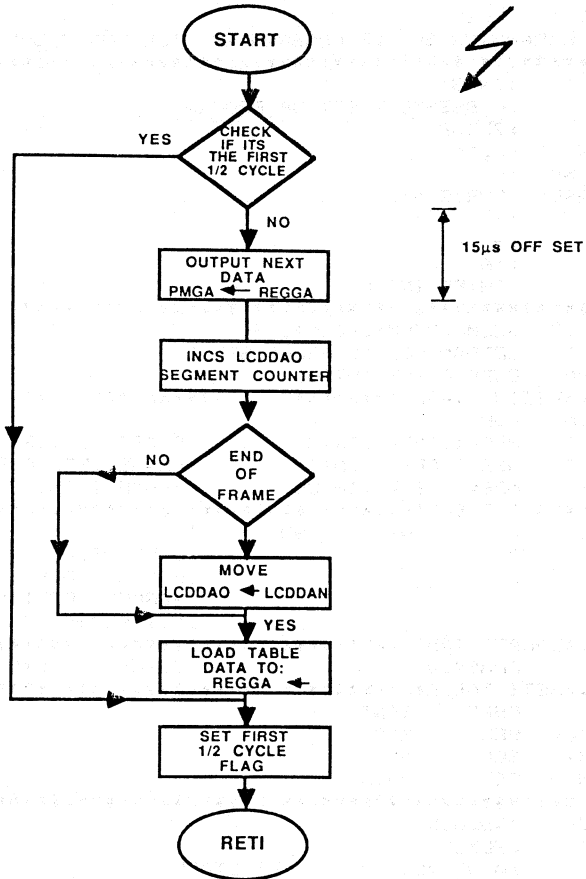 START
YES
CHECK
IF ITS
THE FIRST
1/2 CYCLE
NO
15µs OFF SET
OUTPUT NEXT
DATA
PMGA ← REGGA
INCS LCDDAO
SEGMENT COUNTER
NO
END
OF
FRAME
MOVE
LCDDAO ← LCDDAN
YES
LOAD TABLE
DATA TO:
REGGA ←
SET FIRST
1/2 CYCLE
FLAG
RETI